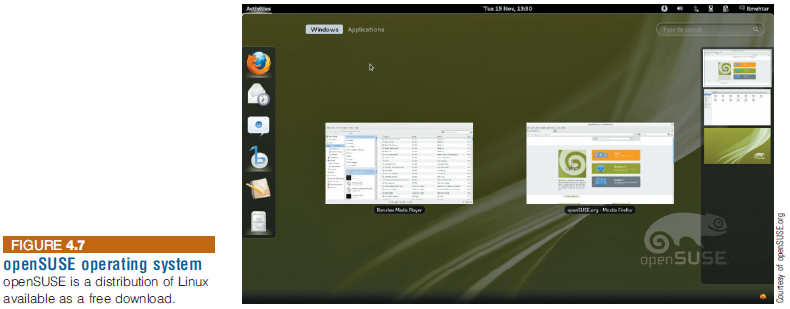 Activities
Tue 15 Nov, 13:30
Windows Applications
Type to search...
Banshee Media Player
openSUSE.org - Mozilla Firefox
openSUSE
FIGURE 4.7
openSUSE operating system
openSUSE is a distribution of Linux
available as a free download.
Courtesy of openSUSE.org